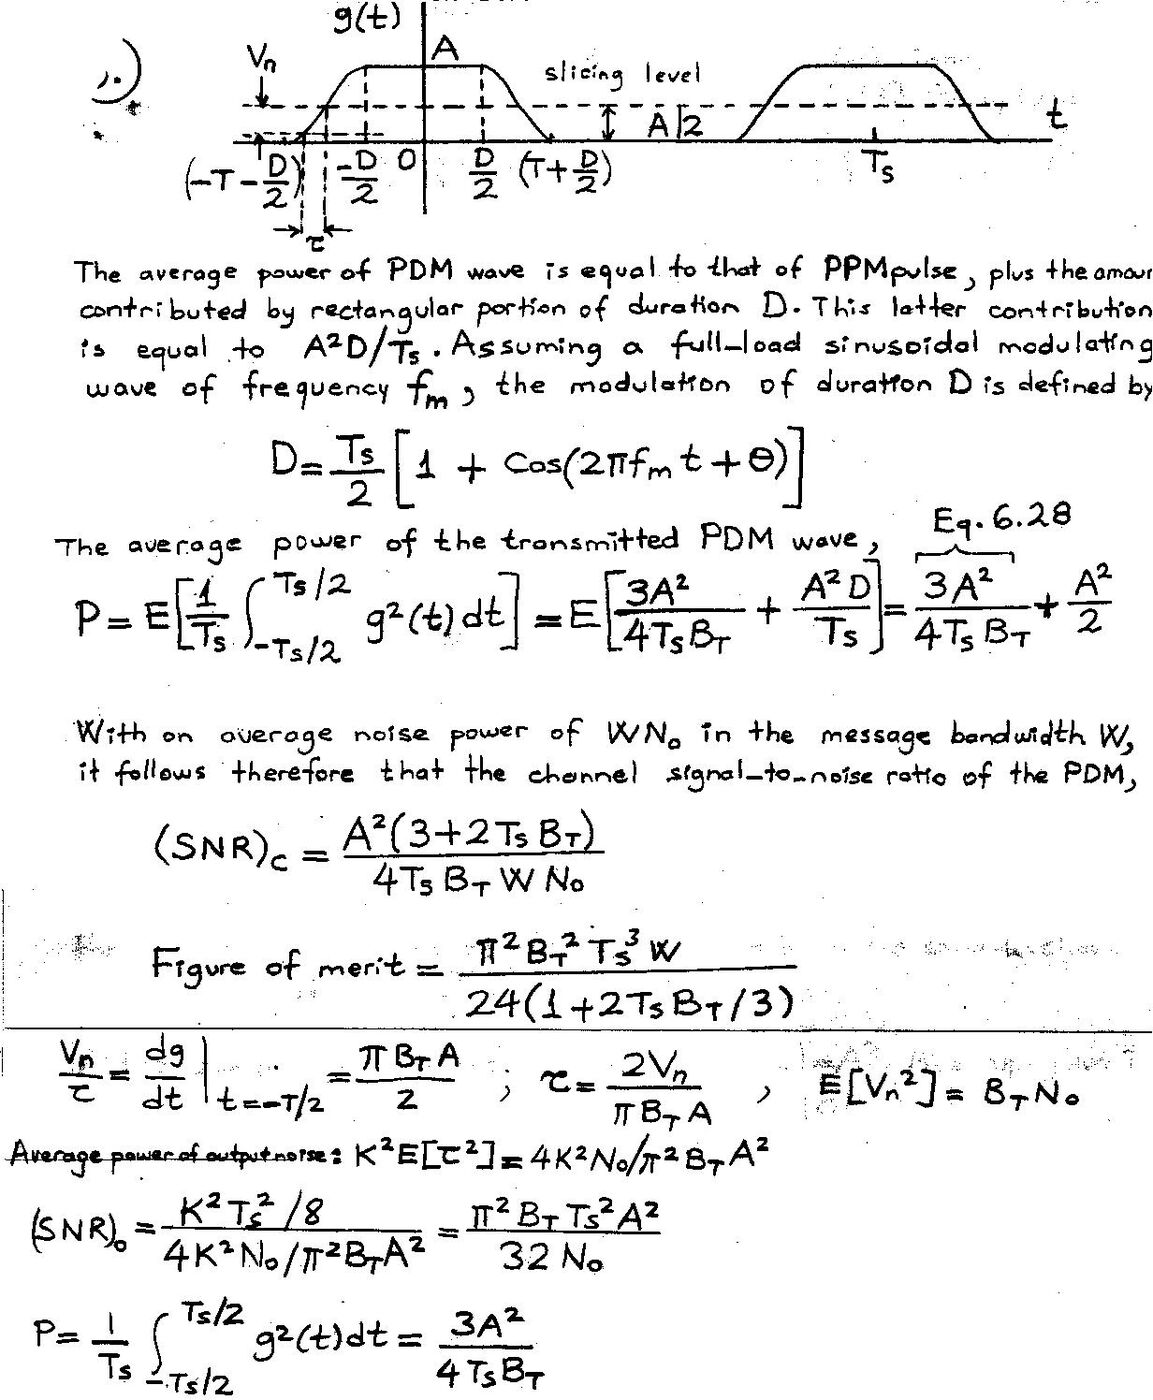 1.)
g(t)
Vn
A
slicing level
A/2
t
(-T-D/2) -D/2 0 D/2 (T+D/2) Ts
τ
The average power of PDM wave is equal to that of PPM pulse, plus the amour
contributed by rectangular portion of duration D. This latter contribution
is equal to A²D/Ts. Assuming a full-load sinusoidal modulating
wave of frequency fm, the modulation of duration D is defined by
D = Ts/2 [1 + Cos(2πfm t + θ)]
The average power of the transmitted PDM wave, Eq. 6.28
P = E[1/Ts ∫_{-Ts/2}^{Ts/2} g²(t) dt] = E[3A²/4TsBT + A²D/Ts] = 3A²/4TsBT + A²/2
With an average noise power of WN₀ in the message bandwidth W,
it follows therefore that the channel signal-to-noise ratio of the PDM,
(SNR)c = A²(3+2TsBT)/4TsBT W N₀
Figure of merit = π²BT²Ts³W/24(1+2TsBT/3)
Vn/τ = dg/dt |t=-T/2 = πBTA/2 ; τ = 2Vn/πBTA , E[Vn²] = BTN₀
Average power of output noise: K²E[τ²] = 4K²N₀/π²BTA²
(SNR)₀ = K²Ts²/8 / 4K²N₀/π²BTA² = π²BTTs²A²/32 N₀
P = 1/Ts ∫_{-Ts/2}^{Ts/2} g²(t)dt = 3A²/4TsBT